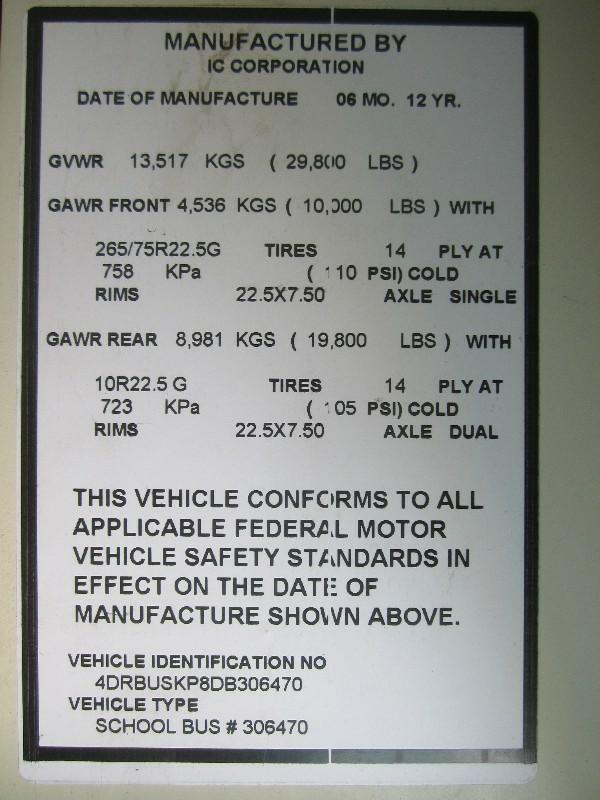 MANUFACTURED BY
IC CORPORATION
DATE OF MANUFACTURE 06 MO. 12 YR.
GVWR 13,517 KGS ( 29,800 LBS )
GAWR FRONT 4,536 KGS ( 10,000 LBS ) WITH
265/75R22.5G TIRES 14 PLY AT
758 KPa ( 110 PSI) COLD
RIMS 22.5X7.50 AXLE SINGLE
GAWR REAR 8,981 KGS ( 19,800 LBS ) WITH
10R22.5 G TIRES 14 PLY AT
723 KPa ( 105 PSI) COLD
RIMS 22.5X7.50 AXLE DUAL
THIS VEHICLE CONFORMS TO ALL
APPLICABLE FEDERAL MOTOR
VEHICLE SAFETY STANDARDS IN
EFFECT ON THE DATE OF
MANUFACTURE SHOWN ABOVE.
VEHICLE IDENTIFICATION NO
4DRBUSKP8DB306470
VEHICLE TYPE
SCHOOL BUS # 306470